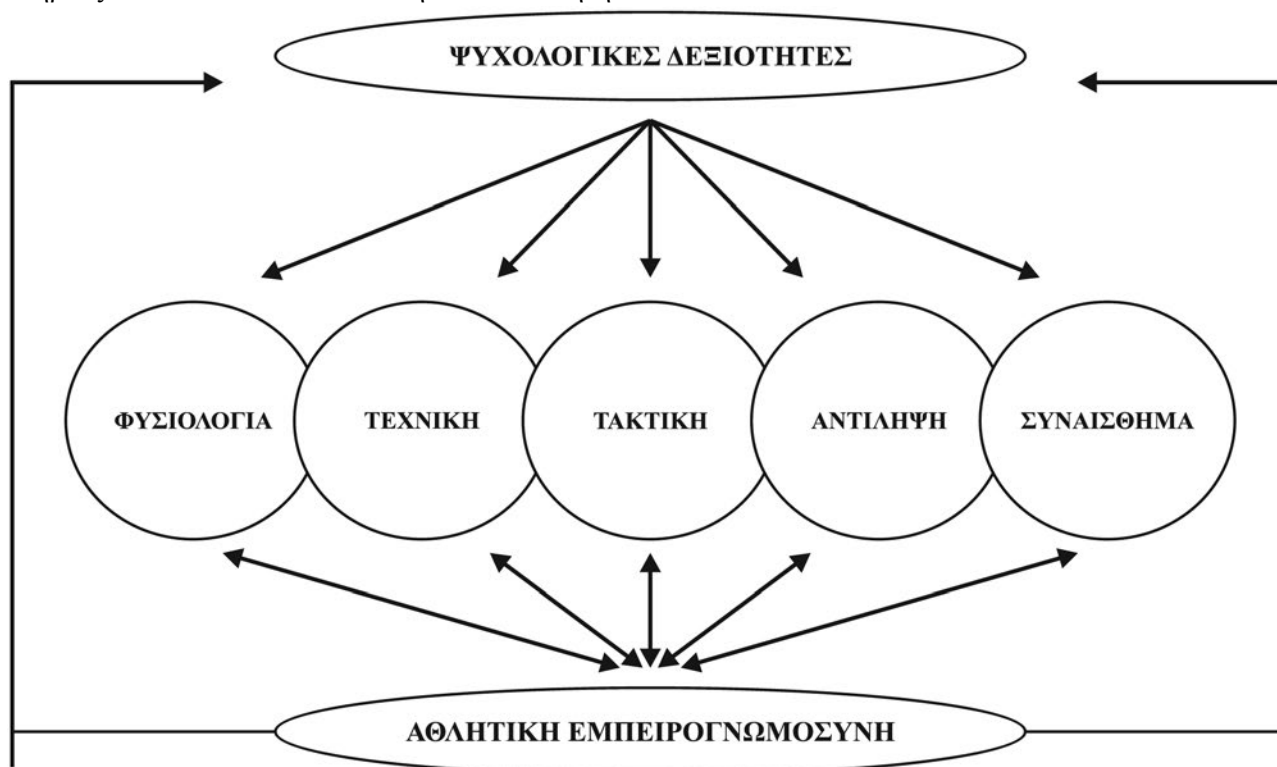 ΨΥΧΟΛΟΓΙΚΕΣ ΔΕΞΙΟΤΗΤΕΣ
ΦΥΣΙΟΛΟΓΙΑ
ΤΕΧΝΙΚΗ
ΤΑΚΤΙΚΗ
ΑΝΤΙΛΗΨΗ
ΣΥΝΑΙΣΘΗΜΑ
ΑΘΛΗΤΙΚΗ ΕΜΠΕΙΡΟΓΝΩΜΟΣΥΝΗ